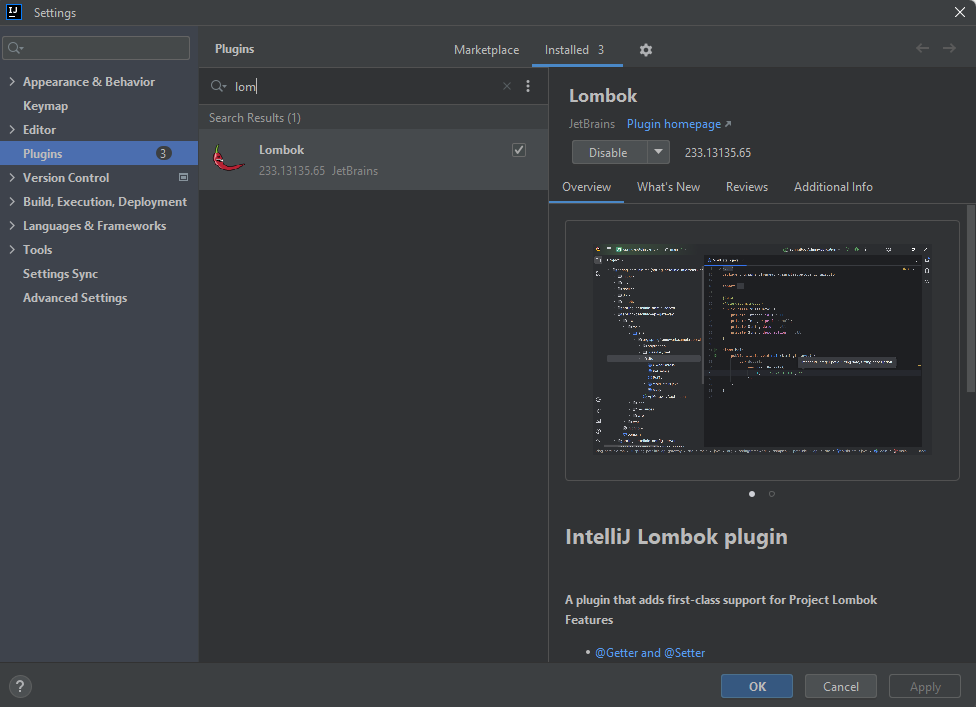 IJ
Settings
Appearance & Behavior
Keymap
Editor
Plugins 3
Version Control
Build, Execution, Deployment
Languages & Frameworks
Tools
Settings Sync
Advanced Settings
Plugins
Marketplace Installed 3
lom
Search Results (1)
Lombok
233.13135.65 JetBrains
Lombok
JetBrains Plugin homepage ↗
Disable 233.13135.65
Overview What's New Reviews Additional Info
IntelliJ Lombok plugin
A plugin that adds first-class support for Project Lombok
Features
• @Getter and @Setter
? OK Cancel Apply